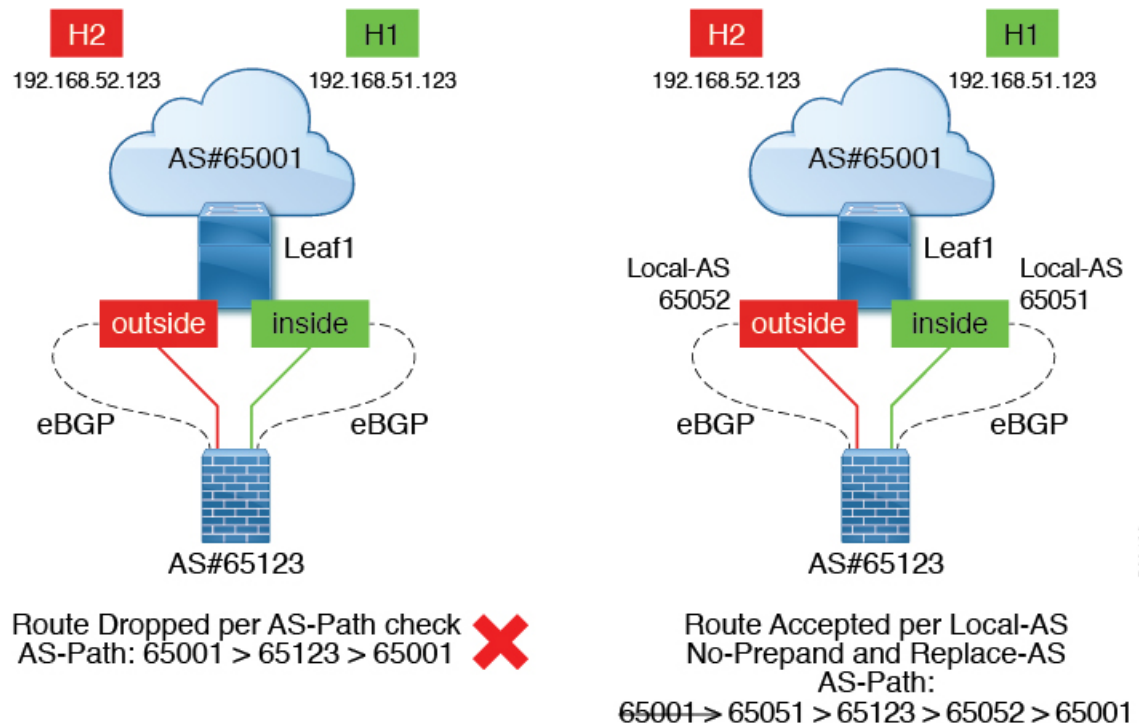 H2
H1
192.168.52.123
192.168.51.123
AS#65001
Leaf1
outside
inside
eBGP
eBGP
AS#65123
Route Dropped per AS-Path check
AS-Path: 65001 > 65123 > 65001
H2
H1
192.168.52.123
192.168.51.123
AS#65001
Leaf1
Local-AS
65052
Local-AS
65051
outside
inside
eBGP
eBGP
AS#65123
Route Accepted per Local-AS
No-Prepand and Replace-AS
AS-Path:
65001 > 65051 > 65123 > 65052 > 65001